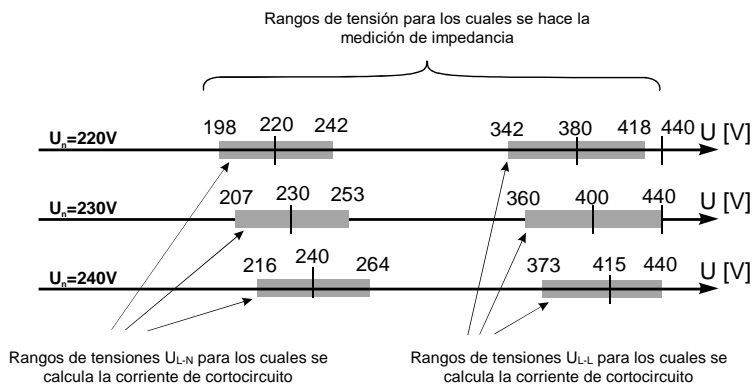 Rangos de tensión para los cuales se hace la
medición de impedancia
Un=220V 198 220 242 342 380 418 440 U [V]
Un=230V 207 230 253 360 400 440 U [V]
Un=240V 216 240 264 373 415 440 U [V]
Rangos de tensiones UL-N para los cuales se
calcula la corriente de cortocircuito
Rangos de tensiones UL-L para los cuales se
calcula la corriente de cortocircuito